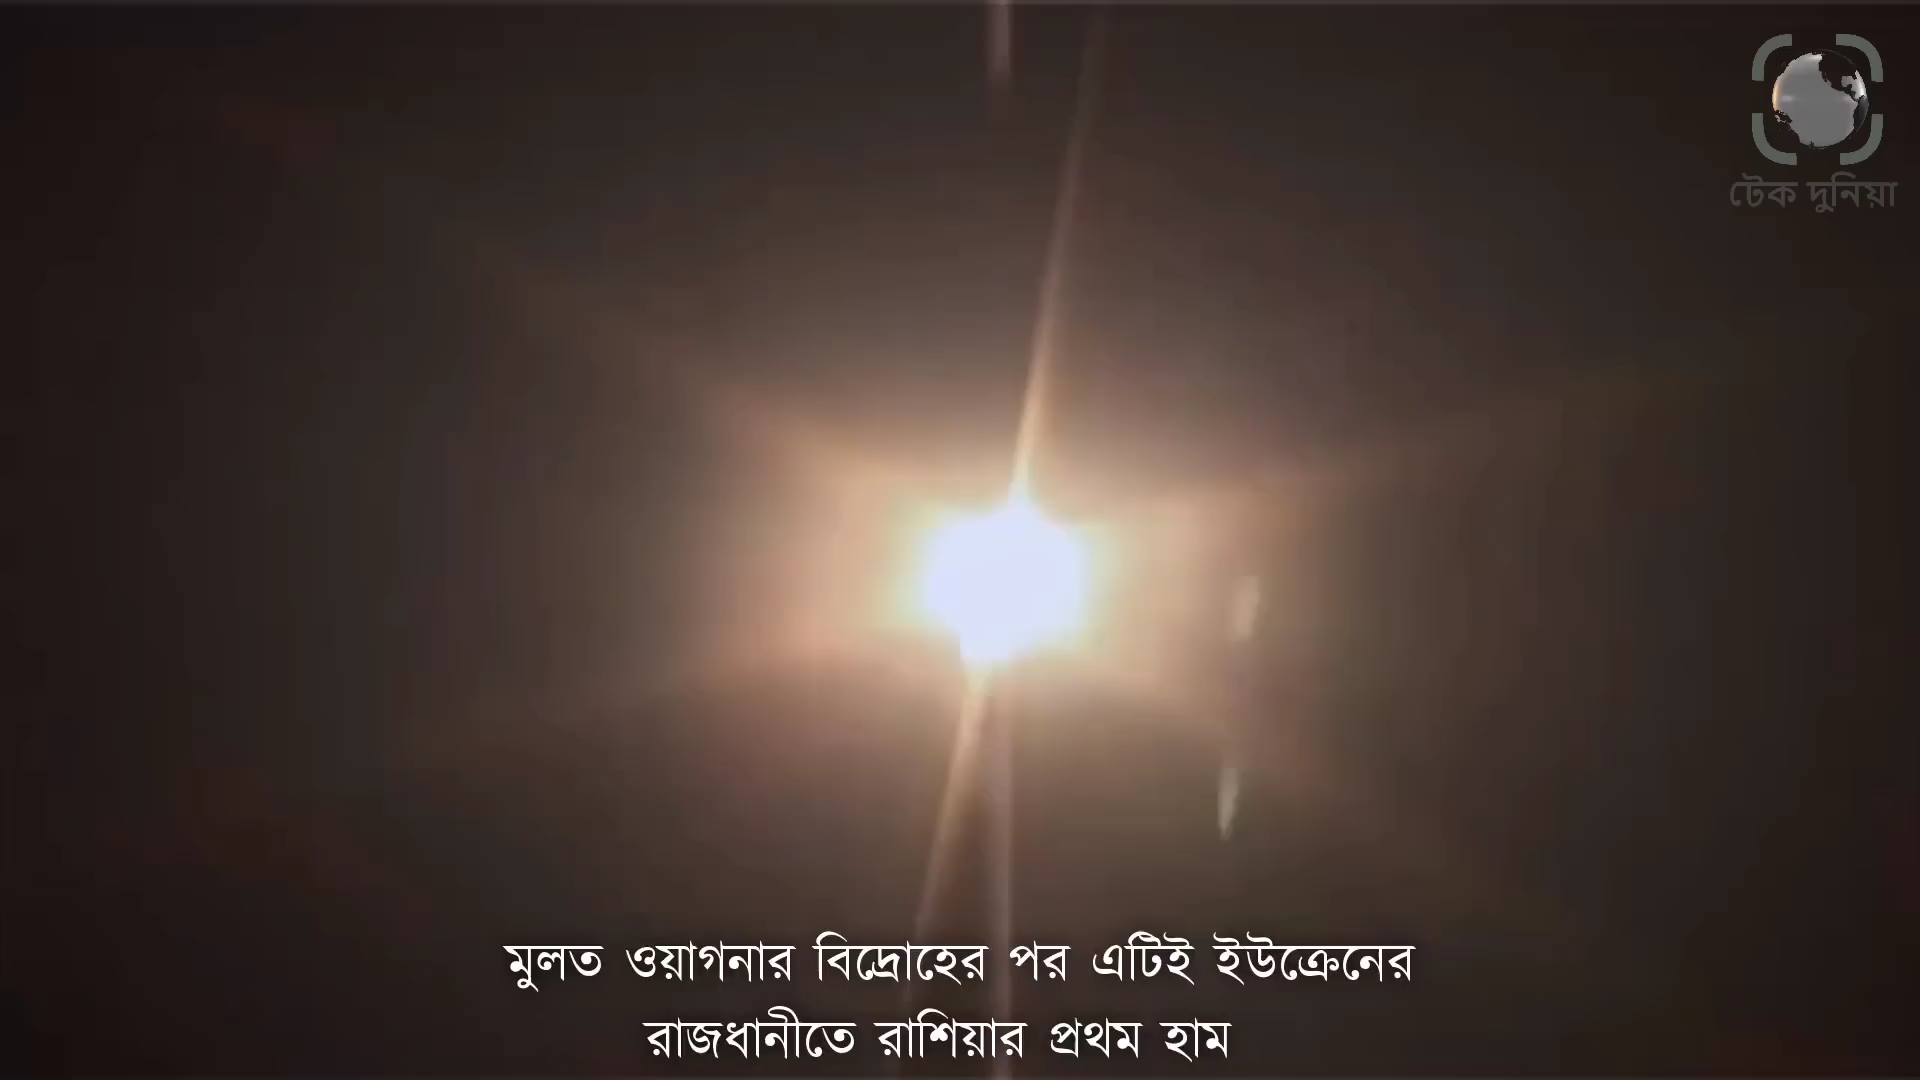 টেক দুনিয়া
মুলত ওয়াগনার বিদ্রোহের পর এটিই ইউক্রেনের
রাজধানীতে রাশিয়ার প্রথম হাম